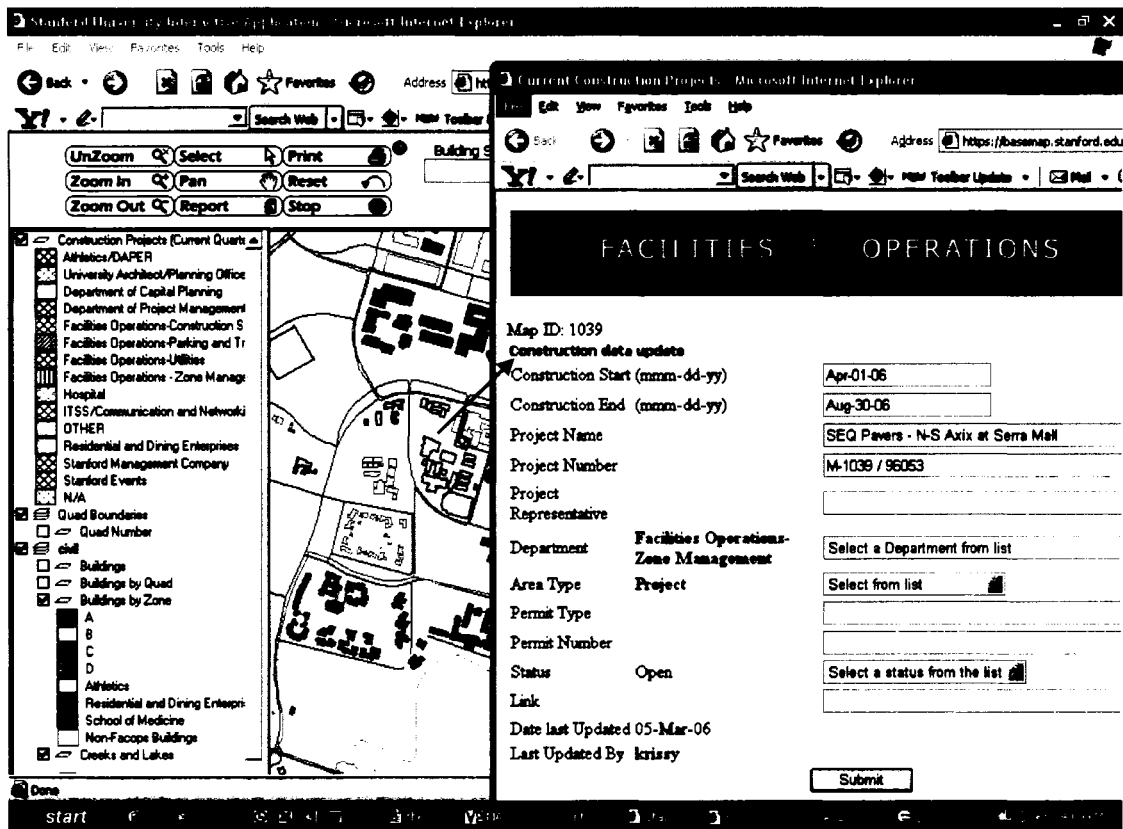 Stanford University Interactive Application - Microsoft Internet Explorer
File Edit View Favorites Tools Help
Back Favorites Address
Y! Search Web Toolbar
UnZoom Select Print Building S
Zoom In Pan Reset
Zoom Out Report Stop
Construction Projects (Current Quarte
Athletics/DAPER
University Architect/Planning Office
Department of Capital Planning
Department of Project Management
Facilities Operations-Construction S
Facilities Operations-Parking and Tr
Facilities Operations-Utilities
Facilities Operations - Zone Manage
Hospital
ITSS/Communication and Networki
OTHER
Residential and Dining Enterprises
Stanford Management Company
Stanford Events
N/A
Quad Boundaries
Quad Number
civil
Buildings
Buildings by Quad
Buildings by Zone
A
B
C
D
Athletics
Residential and Dining Enterpri
School of Medicine
Non-Facops Buildings
Creeks and Lakes
Done
start
Current Construction Projects - Microsoft Internet Explorer
File Edit View Favorites Tools Help
Back Favorites Address https://basemap.stanford.edu
Y! Search Web Toolbar Update Mail
FACILITIES OPERATIONS
Map ID: 1039
Construction data update
Construction Start (mmm-dd-yy) Apr-01-06
Construction End (mmm-dd-yy) Aug-30-06
Project Name SEQ Pavers - N-S Axix at Serra Mall
Project Number M-1039 / 96053
Project
Representative
Department Facilities Operations-
Zone Management Select a Department from list
Area Type Project Select from list
Permit Type
Permit Number
Status Open Select a status from the list
Link
Date last Updated 05-Mar-06
Last Updated By krissy
Submit